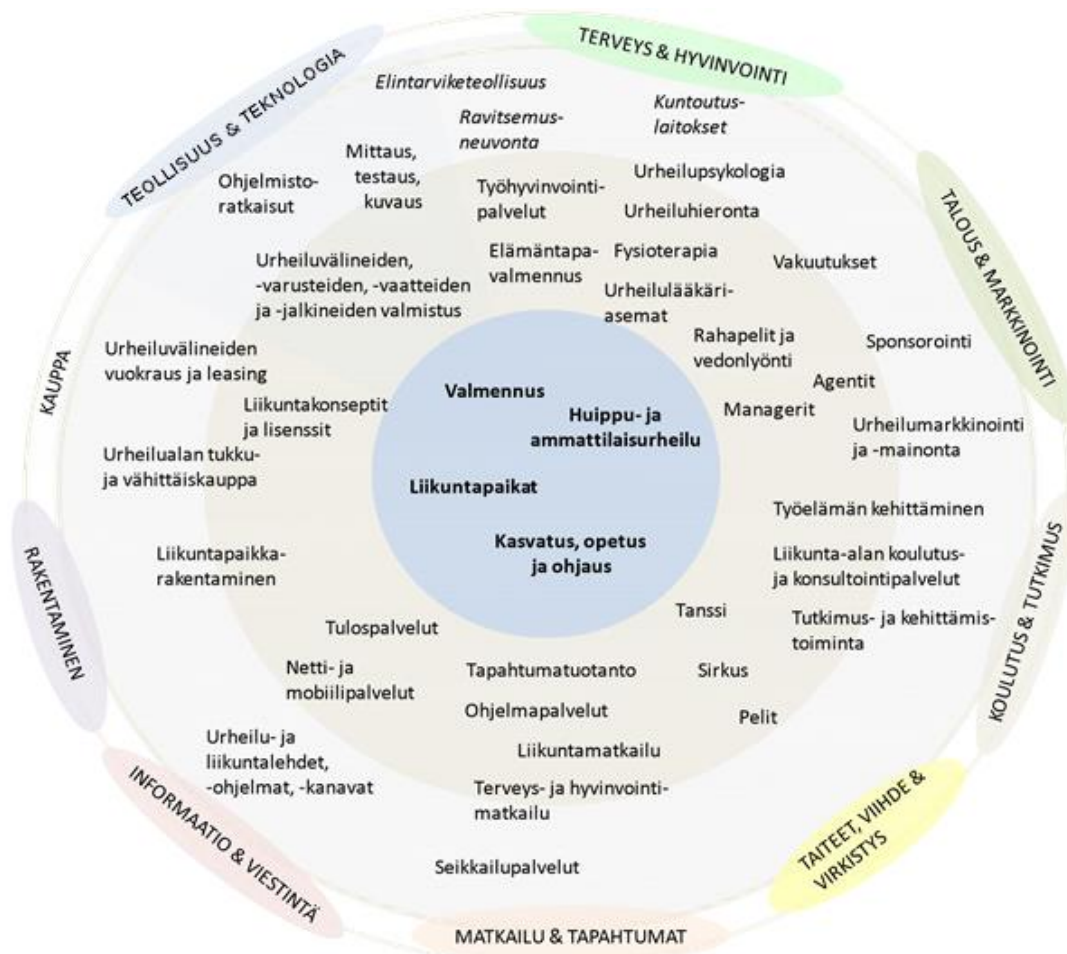 TERVEYS & HYVINVOINTI
TEOLLISUUS & TEKNOLOGIA
Elintarviketeollisuus
Ravitsemus-
neuvonta
Kuntoutus-
laitokset
Mittaus,
testaus,
kuvaus
Ohjelmisto-
ratkaisut
Työhyvinvointi-
palvelut
Urheilupsykologia
Urheiluhieronta
TALOUS & MARKKINOINTI
Urheiluvälineiden,
-varusteiden, -vaatteiden
ja -jalkineiden valmistus
Elämäntapa-
valmennus
Fysioterapia
Urheilulääkäri-
asemat
Vakuutukset
Rahapelit ja
vedonlyönti
Sponsorointi
Agentit
Managerit
Urheilumarkkinointi
ja -mainonta
KAUPPA
Urheiluvälineiden
vuokraus ja leasing
Liikuntakonseptit
ja lisenssit
Urheilualan tukku-
ja vähittäiskauppa
Valmennus
Huippu- ja
ammattilaisurheilu
Liikuntapaikat
Kasvatus, opetus
ja ohjaus
Työelämän kehittäminen
Liikunta-alan koulutus-
ja konsultointipalvelut
Tutkimus- ja kehittämis-
toiminta
KOULUTUS & TUTKIMUS
RAKENTAMINEN
Liikuntapaikka-
rakentaminen
Tulospalvelut
Netti- ja
mobiilipalvelut
Urheilu- ja
liikuntalehdet,
-ohjelmat, -kanavat
INFORMAATIO & VIESTINTÄ
Tapahtumatuotanto
Ohjelmapalvelut
Liikuntamatkailu
Terveys- ja hyvinvointi-
matkailu
Seikkailupalvelut
Tanssi
Sirkus
Pelit
TAITEET, VIIHDE &
VIRKISTYS
MATKAILU & TAPAHTUMAT